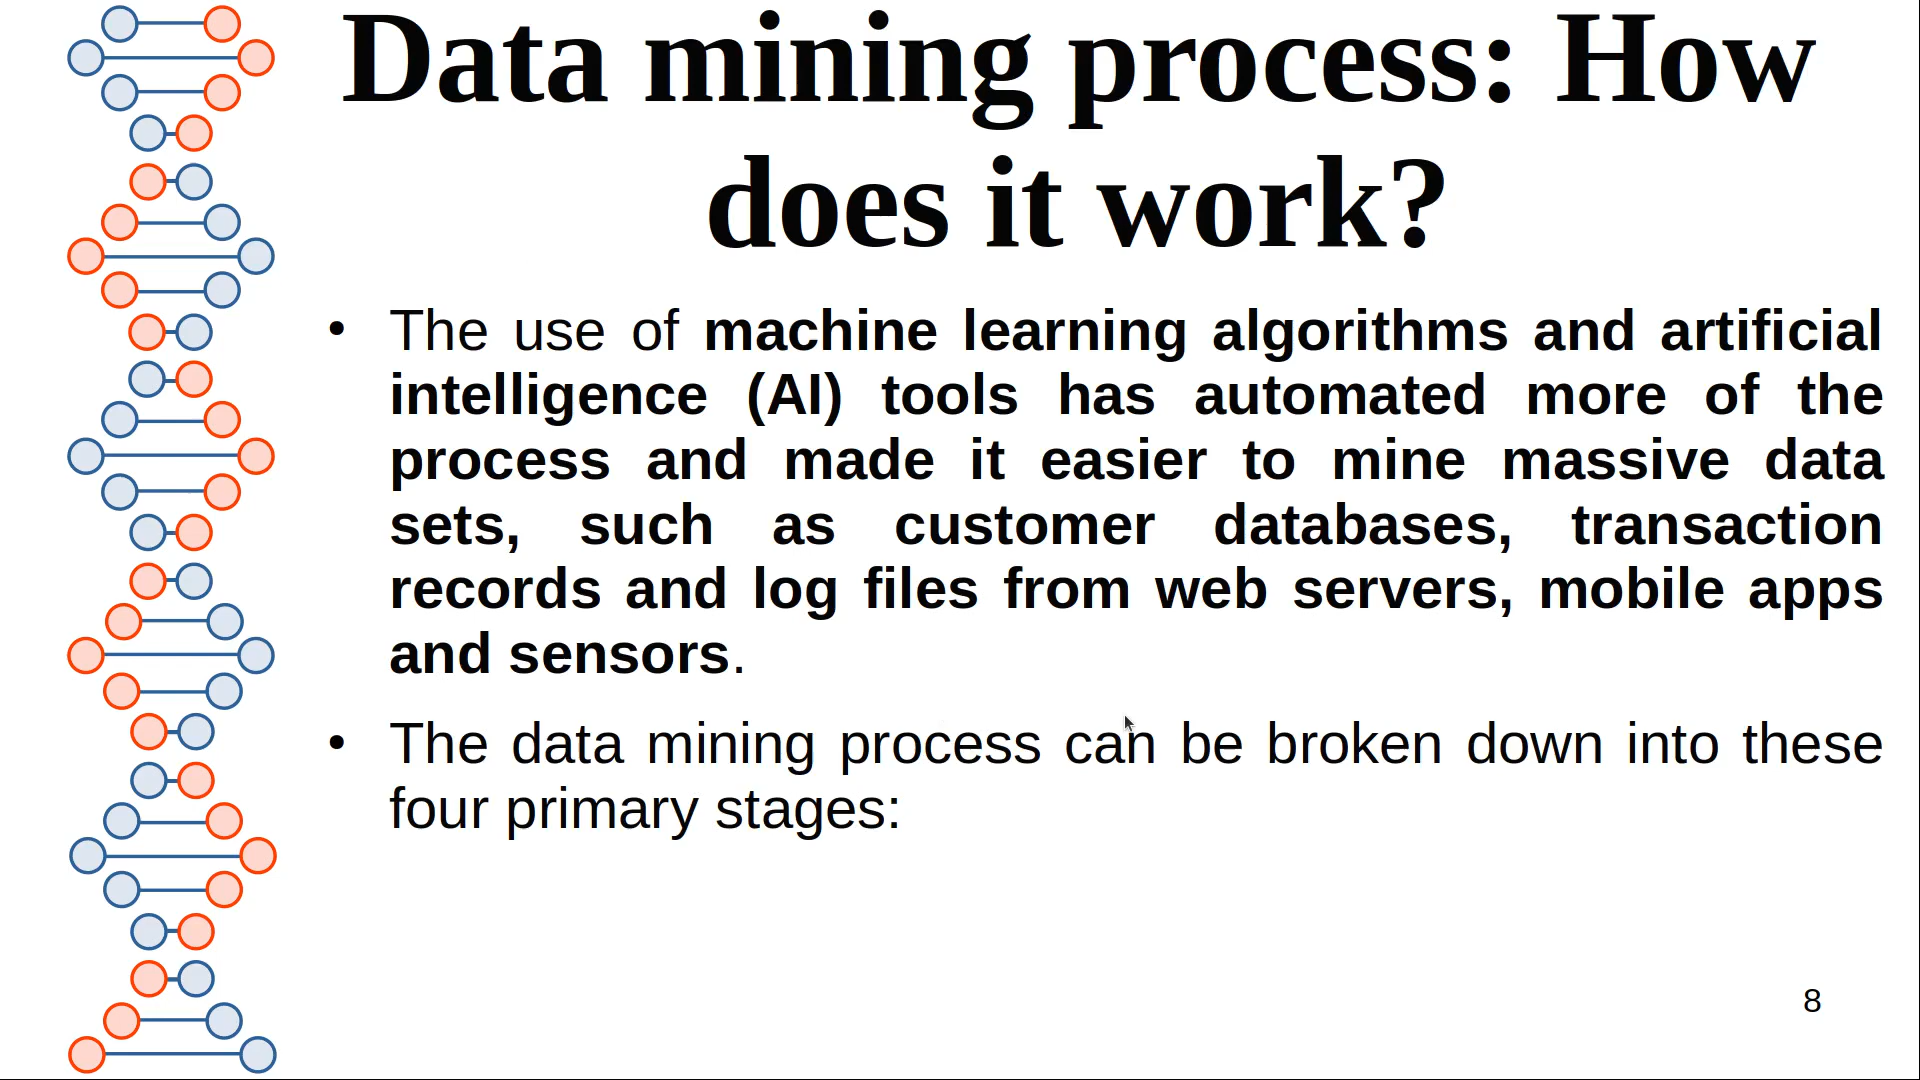 Data mining process: How
does it work?
• The use of machine learning algorithms and artificial
intelligence (AI) tools has automated more of the
process and made it easier to mine massive data
sets, such as customer databases, transaction
records and log files from web servers, mobile apps
and sensors.
• The data mining process can be broken down into these
four primary stages:
8